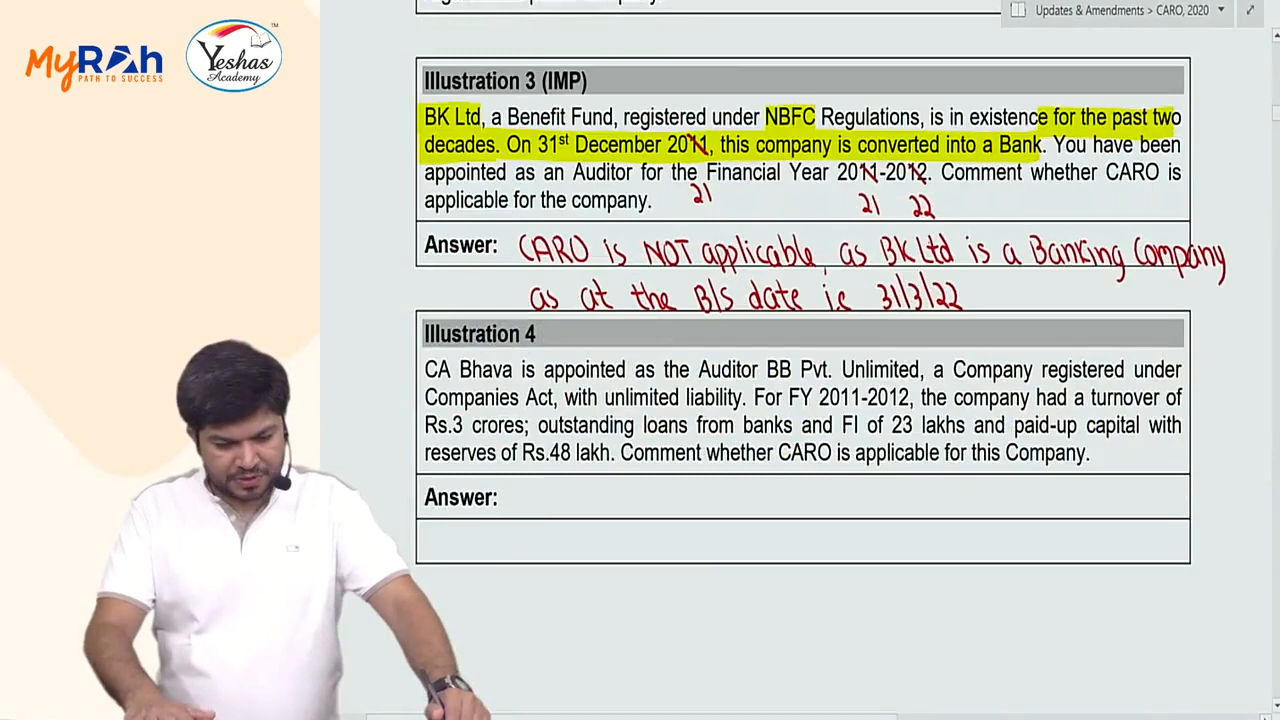 Updates & Amendments > CARO, 2020
MyRAh
PATH TO SUCCESS
Yeshas
Academy
TM
Illustration 3 (IMP)
BK Ltd, a Benefit Fund, registered under NBFC Regulations, is in existence for the past two
decades. On 31st December 2011, this company is converted into a Bank. You have been
appointed as an Auditor for the Financial Year 2011-2012. Comment whether CARO is
21 21 22
applicable for the company.
Answer: CARO is NOT applicable, as BK Ltd is a Banking Company
as at the B/S date i.e 31/3/22
Illustration 4
CA Bhava is appointed as the Auditor BB Pvt. Unlimited, a Company registered under
Companies Act, with unlimited liability. For FY 2011-2012, the company had a turnover of
Rs.3 crores; outstanding loans from banks and FI of 23 lakhs and paid-up capital with
reserves of Rs.48 lakh. Comment whether CARO is applicable for this Company.
Answer: